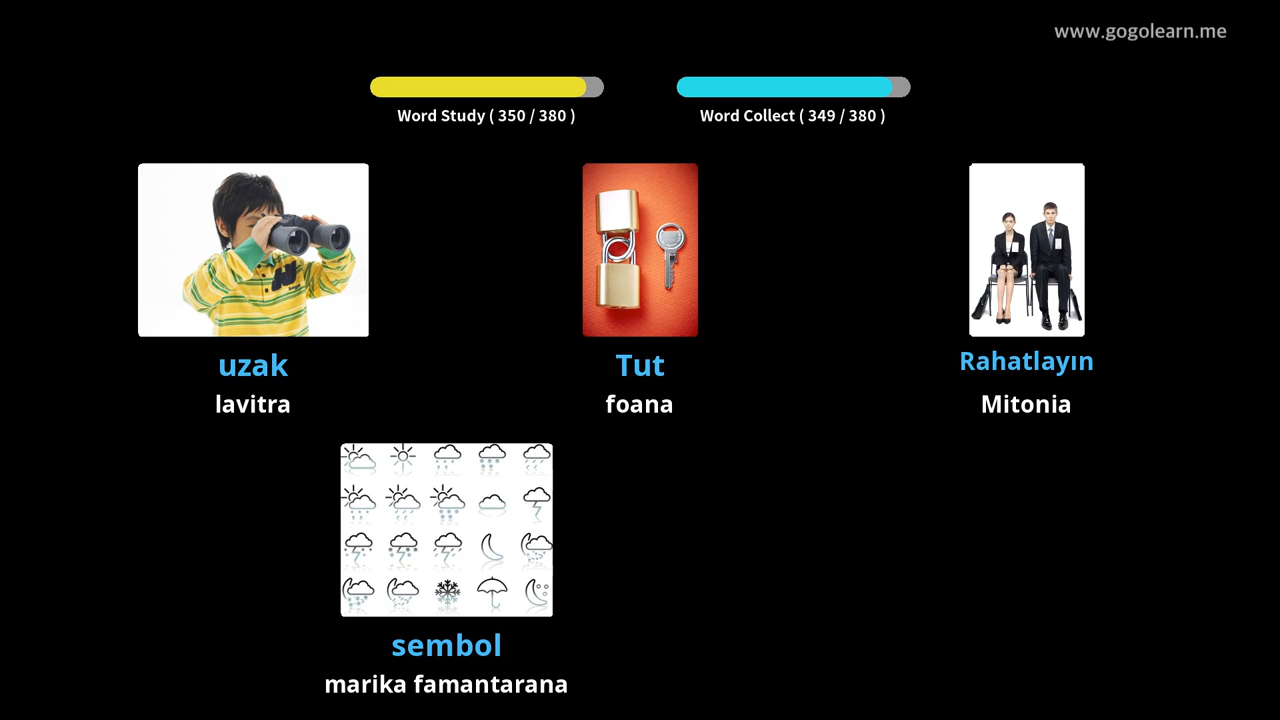 www.gogolearn.me
Word Study ( 350 / 380 )
Word Collect ( 349 / 380 )
uzak
lavitra
Tut
foana
Rahatlayın
Mitonia
sembol
marika famantarana